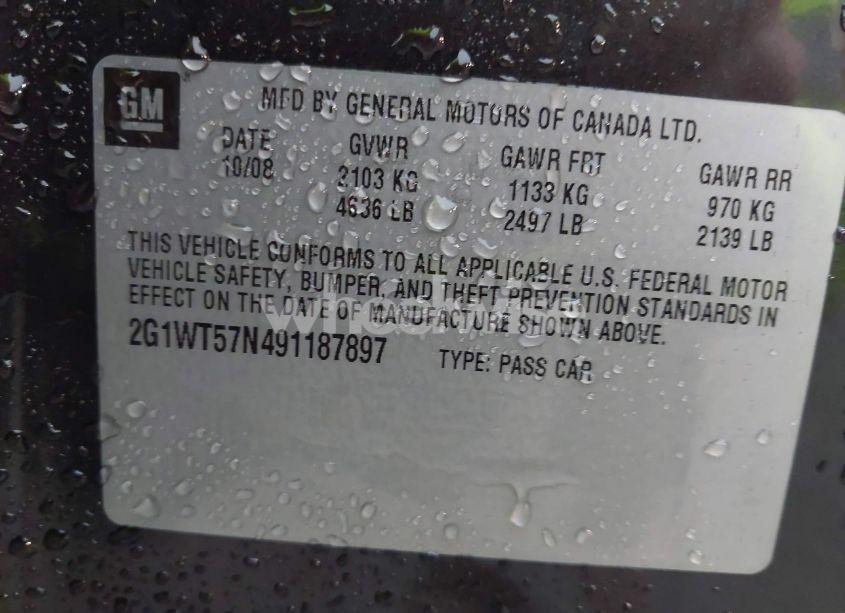 GM
MFD BY GENERAL MOTORS OF CANADA LTD.
DATE GVWR GAWR FRT GAWR RR
10/08 2103 KG 1133 KG 970 KG
4636 LB 2497 LB 2139 LB
THIS VEHICLE CONFORMS TO ALL APPLICABLE U.S. FEDERAL MOTOR
VEHICLE SAFETY, BUMPER, AND THEFT PREVENTION STANDARDS IN
EFFECT ON THE DATE OF MANUFACTURE SHOWN ABOVE.
2G1WT57N491187897 TYPE: PASS CAR